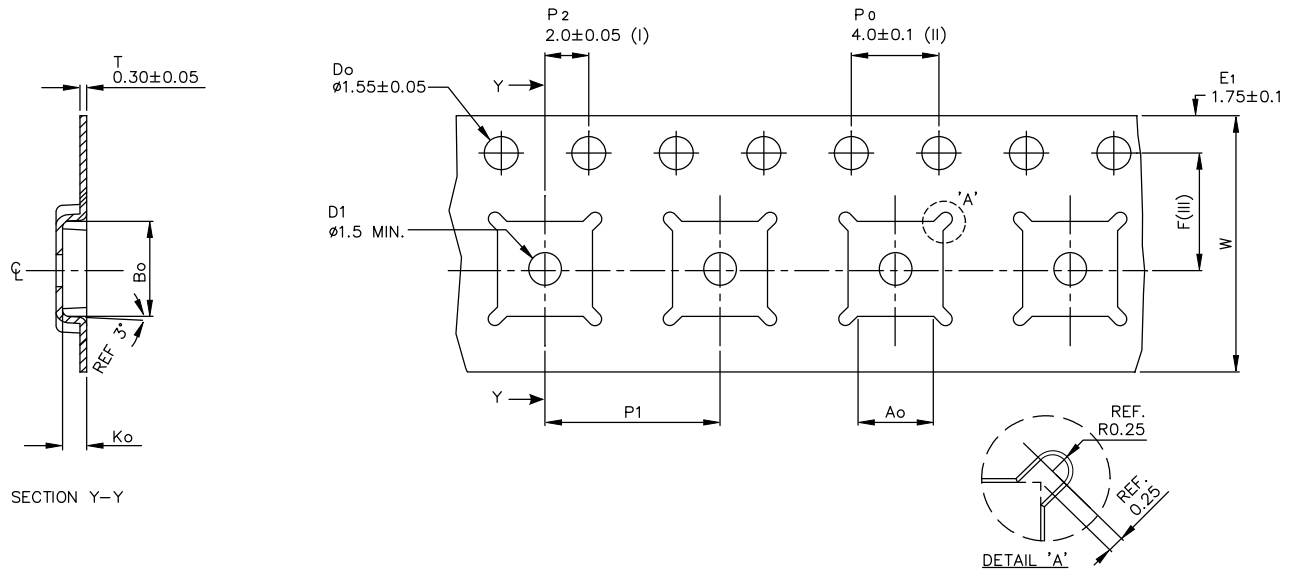 T
0.30±0.05
Bo
REF 3°
Ko
℄
SECTION Y-Y
P2
2.0±0.05 (I)
Po
4.0±0.1 (II)
Do
ø1.55±0.05
Y
E1
1.75±0.1
'A'
D1
ø1.5 MIN.
F(III)
W
Y
P1
Ao
REF.
R0.25
REF.
0.25
DETAIL 'A'